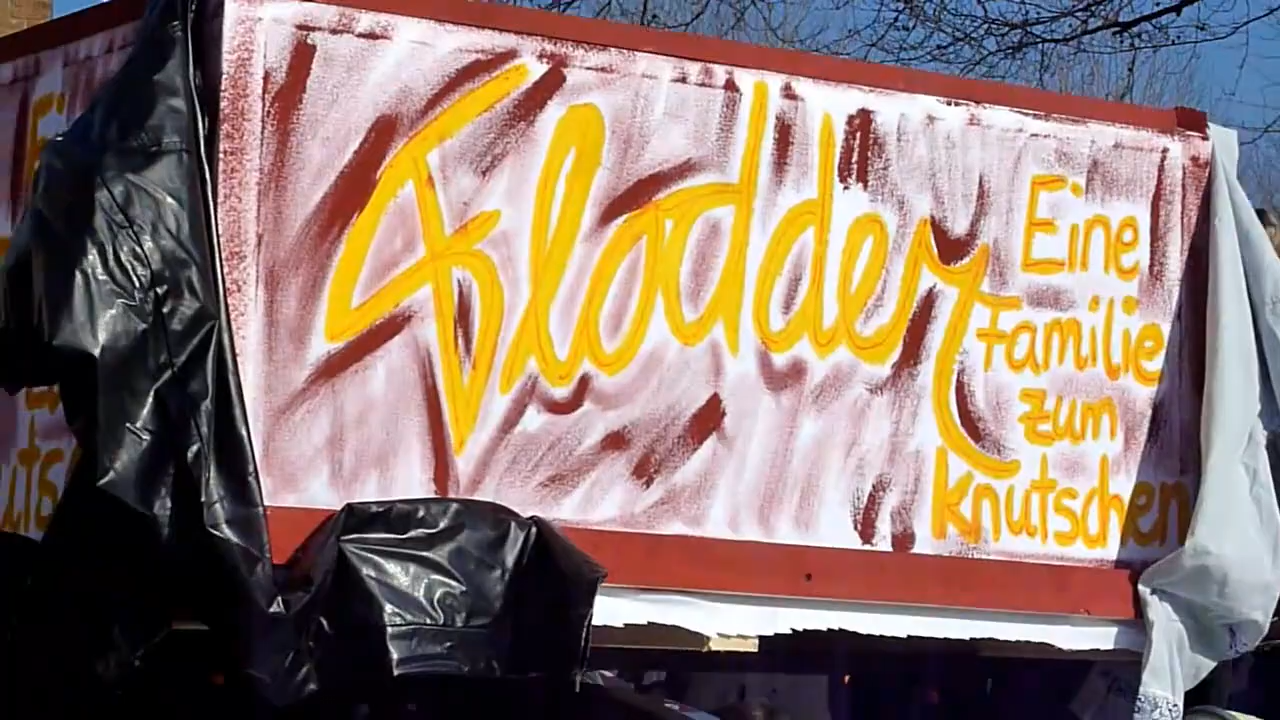 Flodder
Eine
Familie
zum
knutschen